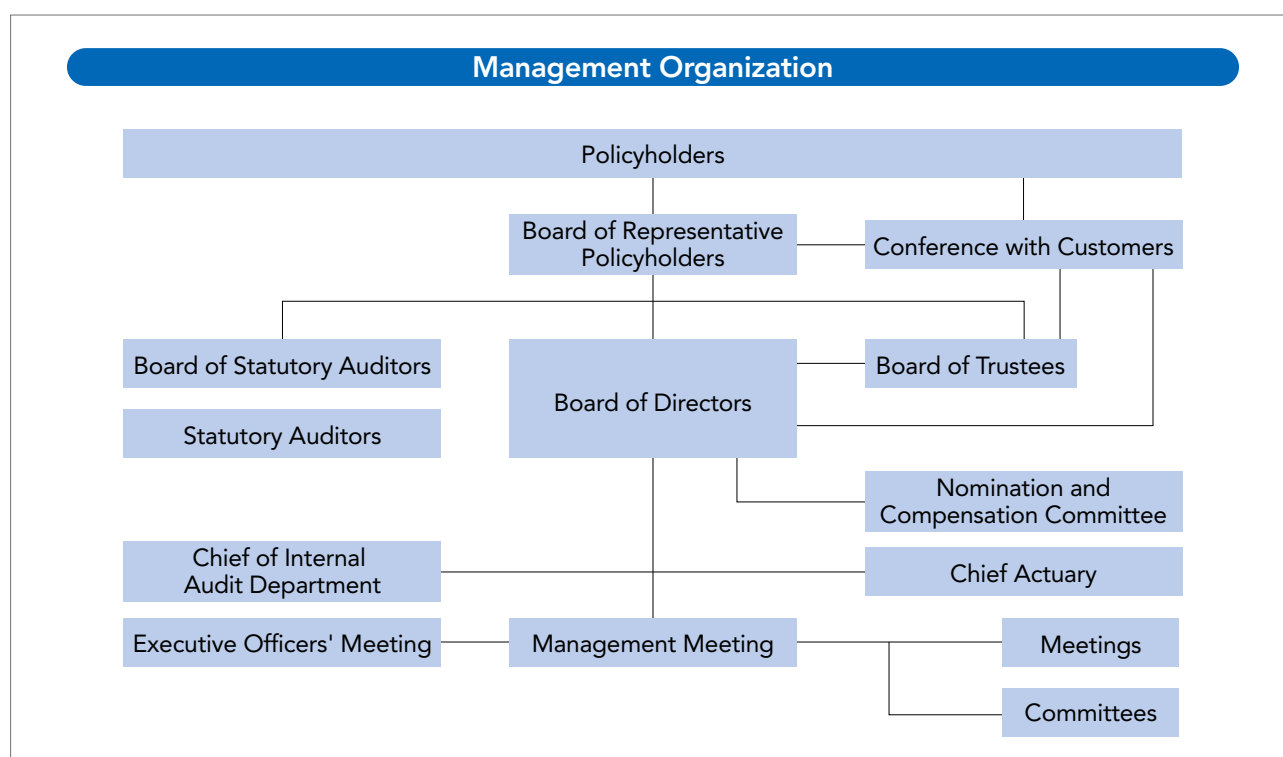 Management Organization
Policyholders
Board of Representative
Policyholders
Conference with Customers
Board of Statutory Auditors
Board of Directors
Board of Trustees
Statutory Auditors
Nomination and
Compensation Committee
Chief of Internal
Audit Department
Chief Actuary
Executive Officers' Meeting
Management Meeting
Meetings
Committees